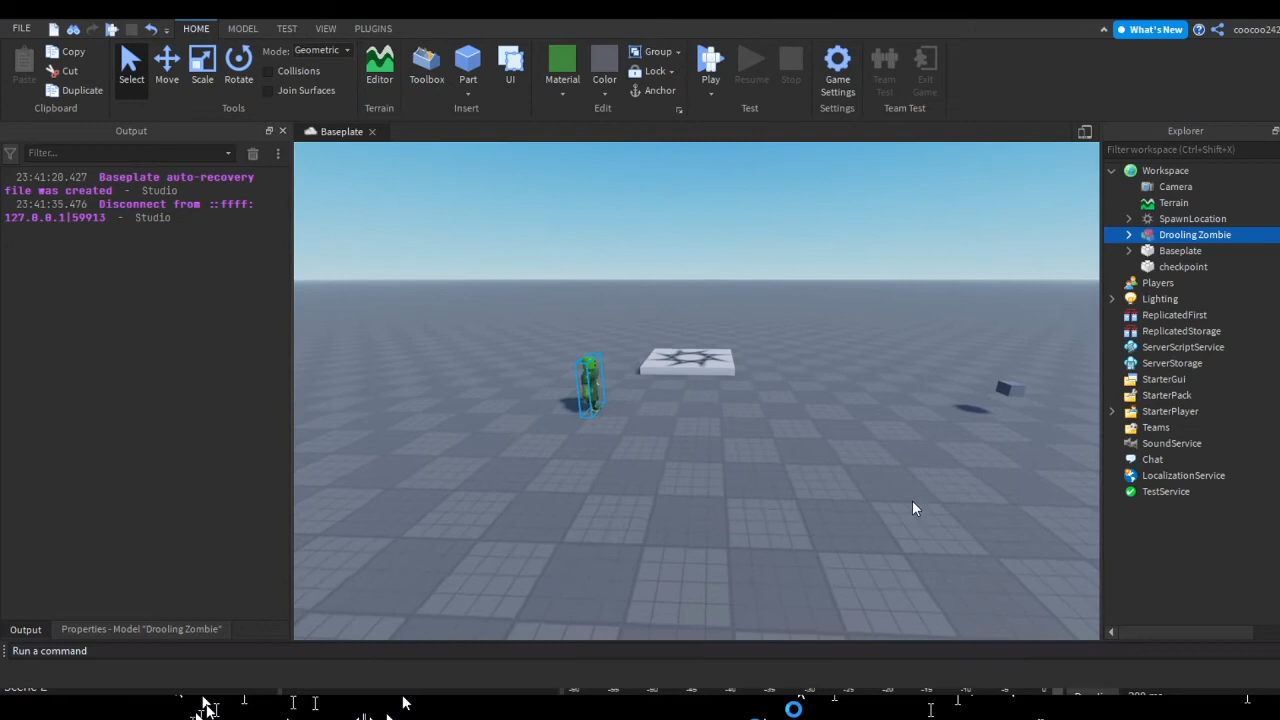 FILE HOME MODEL TEST VIEW PLUGINS What's New coocoo242
Paste Copy Cut Duplicate Clipboard
Select Move Scale Rotate Mode: Geometric Collisions Join Surfaces Tools
Editor Terrain
Toolbox Part UI Insert
Material Color Group Lock Anchor Edit
Play Resume Stop Test
Game Settings Settings
Team Test Exit Game Team Test
Output
Filter...
23:41:20.427 Baseplate auto-recovery
file was created - Studio
23:41:35.476 Disconnect from ::ffff:
127.0.0.1|59913 - Studio
Baseplate
Explorer
Filter workspace (Ctrl+Shift+X)
Workspace
Camera
Terrain
SpawnLocation
Drooling Zombie
Baseplate
checkpoint
Players
Lighting
ReplicatedFirst
ReplicatedStorage
ServerScriptService
ServerStorage
StarterGui
StarterPack
StarterPlayer
Teams
SoundService
Chat
LocalizationService
TestService
Output Properties - Model "Drooling Zombie"
Run a command